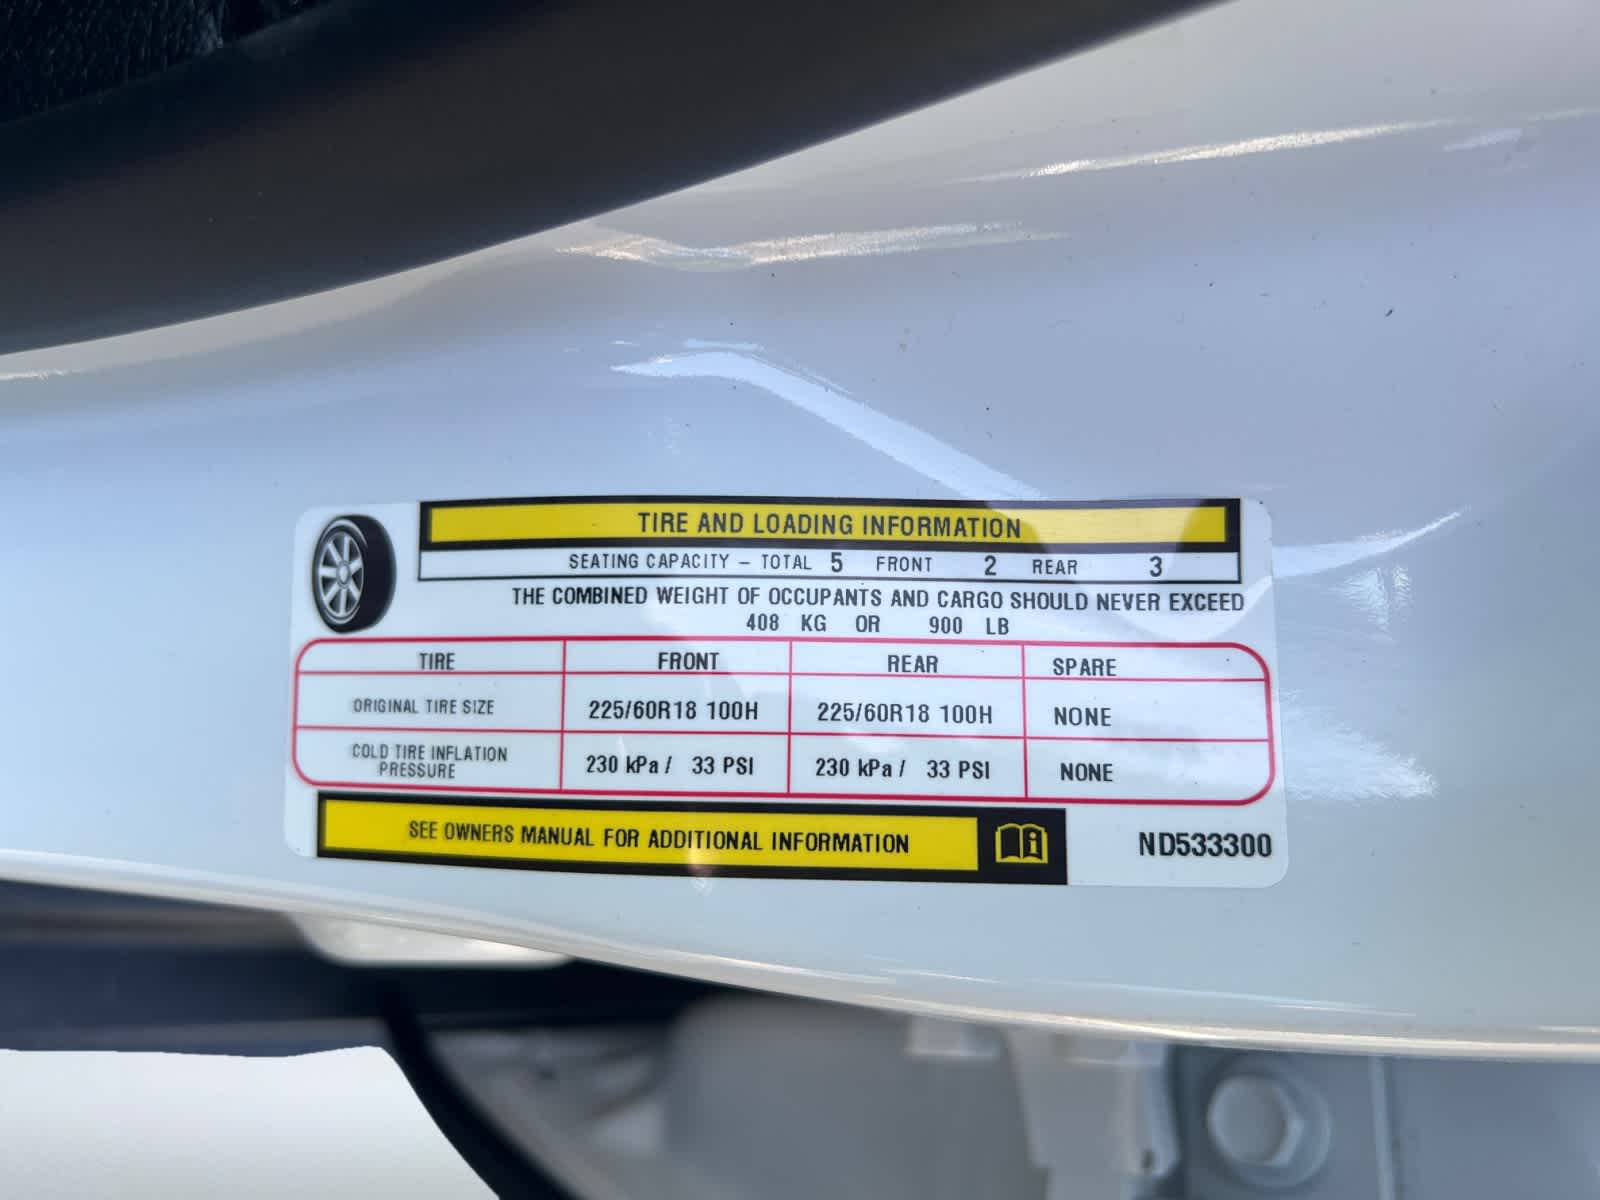 TIRE AND LOADING INFORMATION
SEATING CAPACITY – TOTAL 5 FRONT 2 REAR 3
THE COMBINED WEIGHT OF OCCUPANTS AND CARGO SHOULD NEVER EXCEED
408 KG OR 900 LB
TIRE FRONT REAR SPARE
ORIGINAL TIRE SIZE 225/60R18 100H 225/60R18 100H NONE
COLD TIRE INFLATION
PRESSURE 230 kPa / 33 PSI 230 kPa / 33 PSI NONE
SEE OWNERS MANUAL FOR ADDITIONAL INFORMATION
ND533300